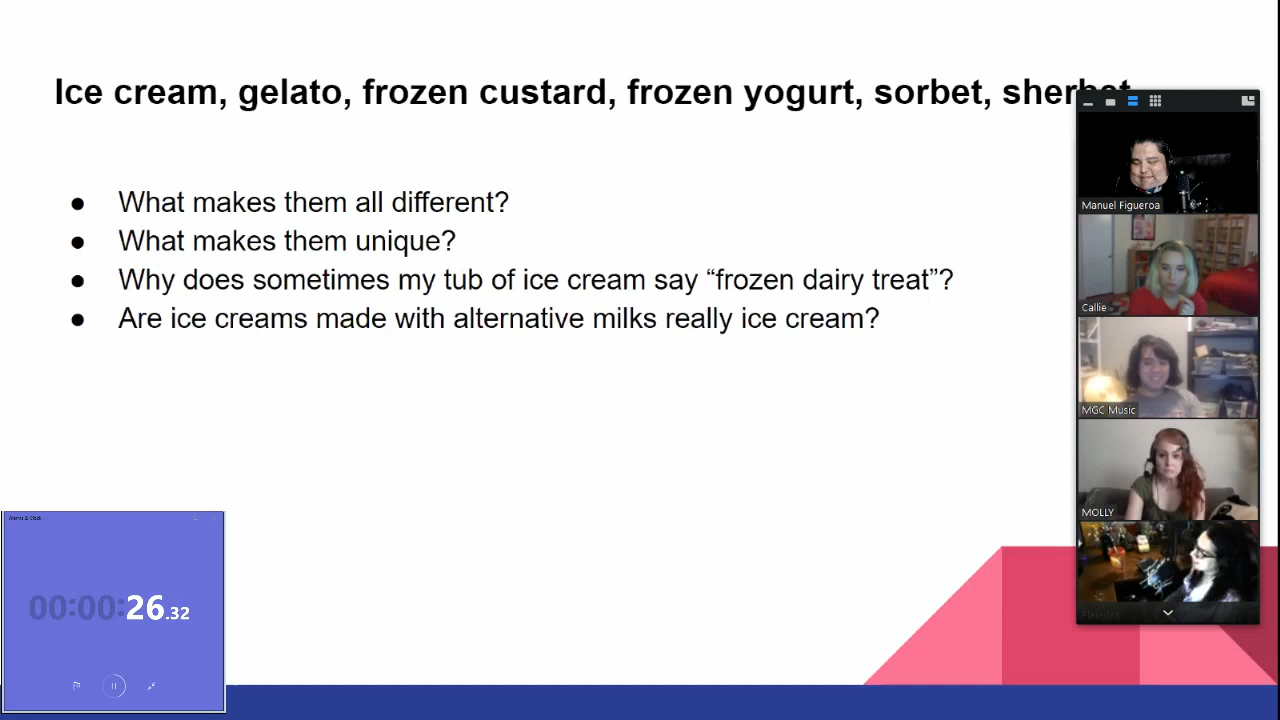 Ice cream, gelato, frozen custard, frozen yogurt, sorbet, sherbet
What makes them all different?
What makes them unique?
Why does sometimes my tub of ice cream say “frozen dairy treat”?
Are ice creams made with alternative milks really ice cream?
Manuel Figueroa
Callie
MGC Music
MOLLY
Alarms & Clock
00:00:26.32